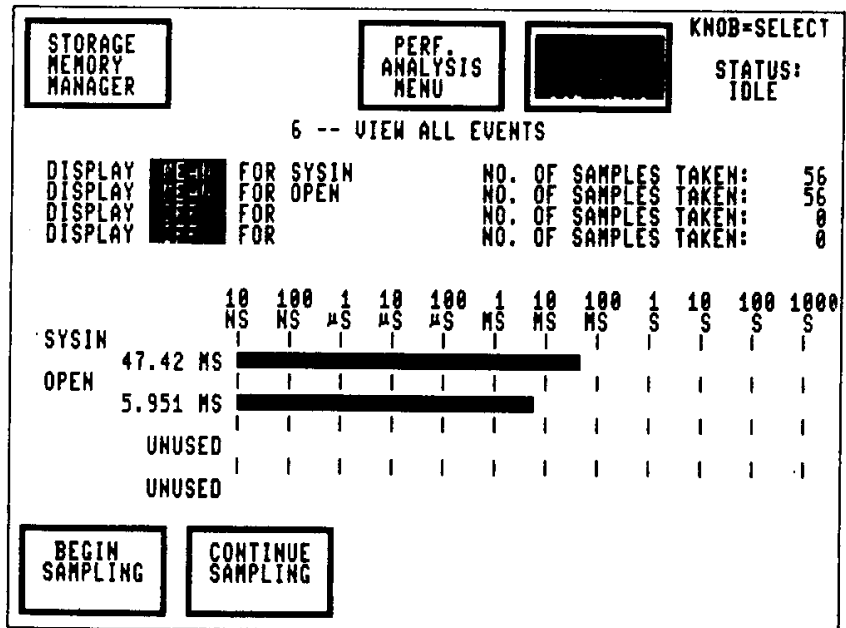 STORAGE MEMORY MANAGER
PERF. ANALYSIS MENU
KNOB=SELECT
STATUS: IDLE
6 -- VIEW ALL EVENTS
DISPLAY FOR SYSIN NO. OF SAMPLES TAKEN: 56
DISPLAY FOR OPEN NO. OF SAMPLES TAKEN: 56
DISPLAY FOR NO. OF SAMPLES TAKEN: 0
DISPLAY FOR NO. OF SAMPLES TAKEN: 0
10 100 1 10 100 1 10 100 1 10 100 1000
NS NS µS µS µS MS MS MS S S S S
SYSIN
47.42 MS
OPEN
5.951 MS
UNUSED
UNUSED
BEGIN SAMPLING
CONTINUE SAMPLING